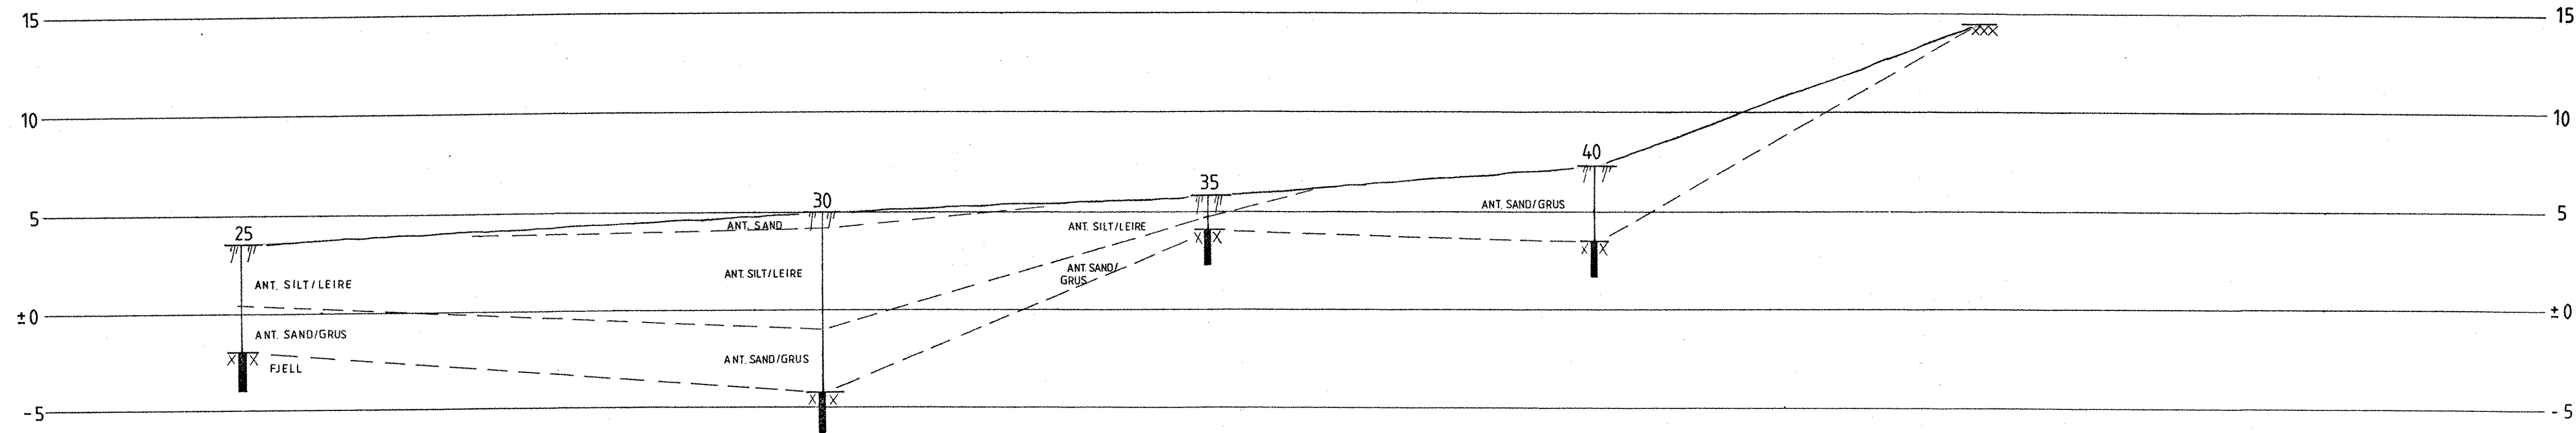 15 15
10 10
40
35
30
5 5
25
ANT. SAND/GRUS
ANT. SAND
ANT. SILT/LEIRE
ANT. SILT/LEIRE
ANT. SAND/
GRUS
ANT. SILT/LEIRE
±0 ±0
ANT. SAND/GRUS
ANT. SAND/GRUS
FJELL
-5 -5